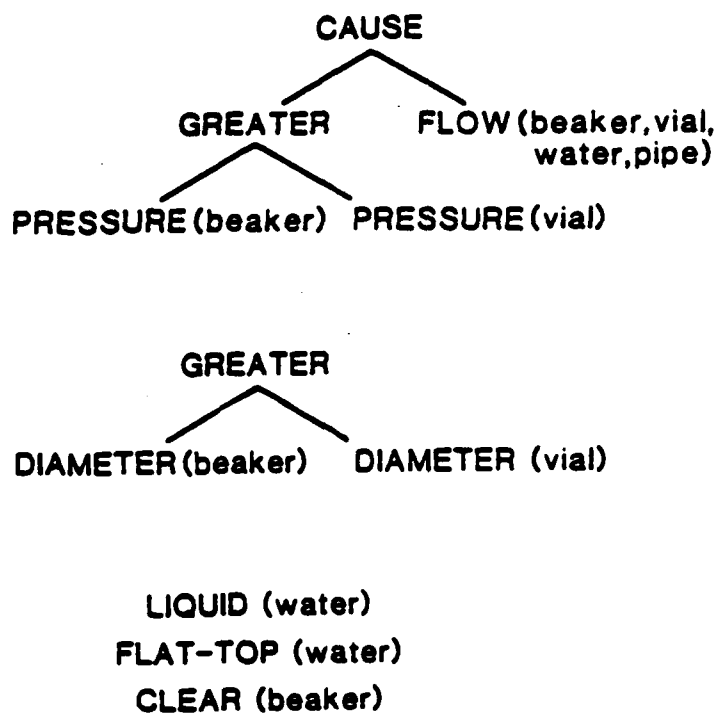 CAUSE
GREATER FLOW(beaker,vial,
water,pipe)
PRESSURE(beaker) PRESSURE(vial)
GREATER
DIAMETER(beaker) DIAMETER (vial)
LIQUID (water)
FLAT-TOP (water)
CLEAR (beaker)